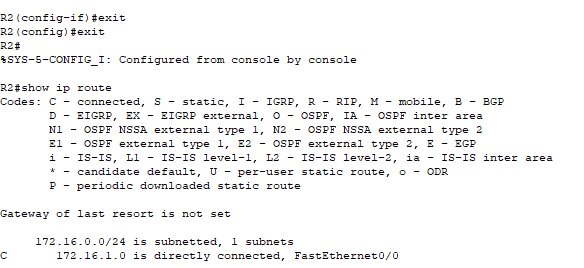 R2(config-if)#exit
R2(config)#exit
R2#
%SYS-5-CONFIG_I: Configured from console by console
R2#show ip route
Codes: C - connected, S - static, I - IGRP, R - RIP, M - mobile, B - BGP
D - EIGRP, EX - EIGRP external, O - OSPF, IA - OSPF inter area
N1 - OSPF NSSA external type 1, N2 - OSPF NSSA external type 2
E1 - OSPF external type 1, E2 - OSPF external type 2, E - EGP
i - IS-IS, L1 - IS-IS level-1, L2 - IS-IS level-2, ia - IS-IS inter area
* - candidate default, U - per-user static route, o - ODR
P - periodic downloaded static route
Gateway of last resort is not set
172.16.0.0/24 is subnetted, 1 subnets
C 172.16.1.0 is directly connected, FastEthernet0/0